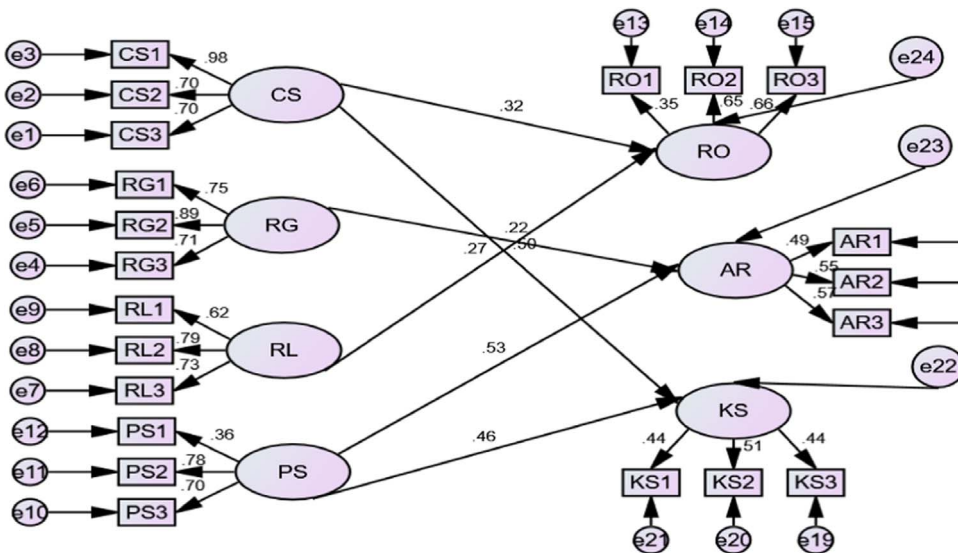 e13 e14 e15
e3 CS1 .98
e2 CS2 .70 CS
e1 CS3 .70
RO1 RO2 RO3 e24
.35 .65 .66
.32
RO
e23
e6 RG1 .75
e5 RG2 .89 RG
e4 RG3 .71
.22
.27 .50
.49 AR1
AR .55 AR2
.57 AR3
e9 RL1 .62
e8 RL2 .79 RL
e7 RL3 .73
.53
e22
KS
e12 PS1 .36
e11 PS2 .78 PS
e10 PS3 .70
.46
.44 .51 .44
KS1 KS2 KS3
e21 e20 e19